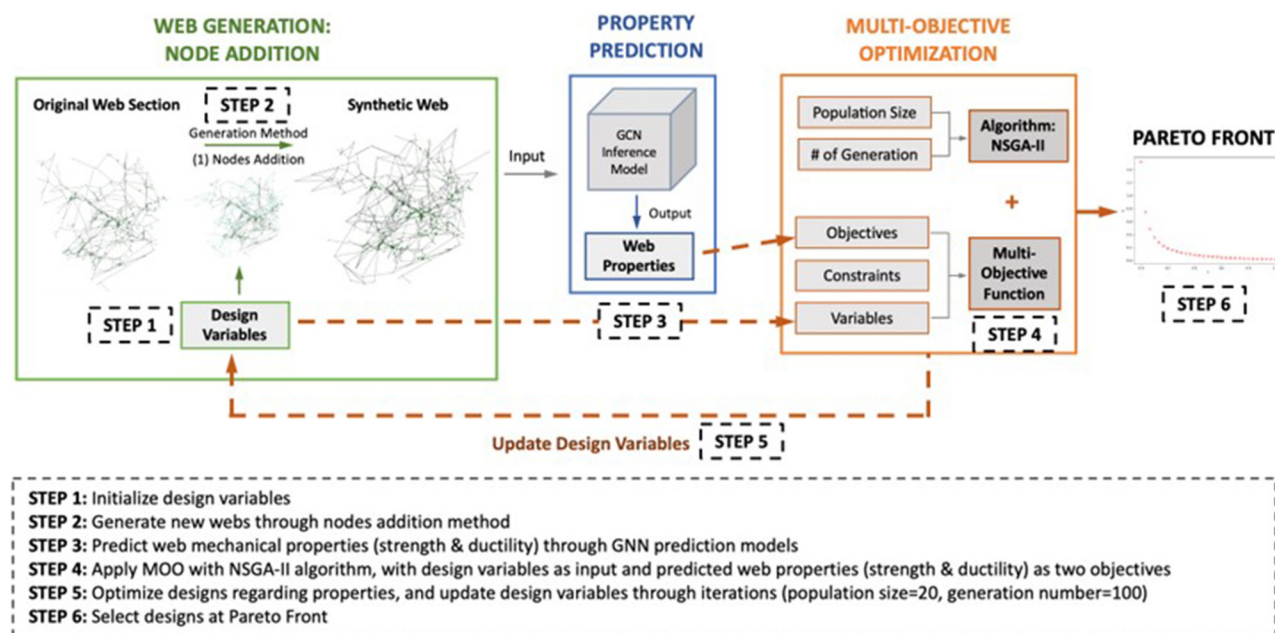 WEB GENERATION:
NODE ADDITION
PROPERTY
PREDICTION
MULTI-OBJECTIVE
OPTIMIZATION
Original Web Section
STEP 2
Synthetic Web
Generation Method
(1) Nodes Addition
STEP 1
Design
Variables
Input
GCN
Inference
Model
Output
Web
Properties
STEP 3
Population Size
# of Generation
Algorithm:
NSGA-II
+
Objectives
Constraints
Variables
Multi-
Objective
Function
STEP 4
PARETO FRONT
STEP 6
Update Design Variables
STEP 5
STEP 1: Initialize design variables
STEP 2: Generate new webs through nodes addition method
STEP 3: Predict web mechanical properties (strength & ductility) through GNN prediction models
STEP 4: Apply MOO with NSGA-II algorithm, with design variables as input and predicted web properties (strength & ductility) as two objectives
STEP 5: Optimize designs regarding properties, and update design variables through iterations (population size=20, generation number=100)
STEP 6: Select designs at Pareto Front